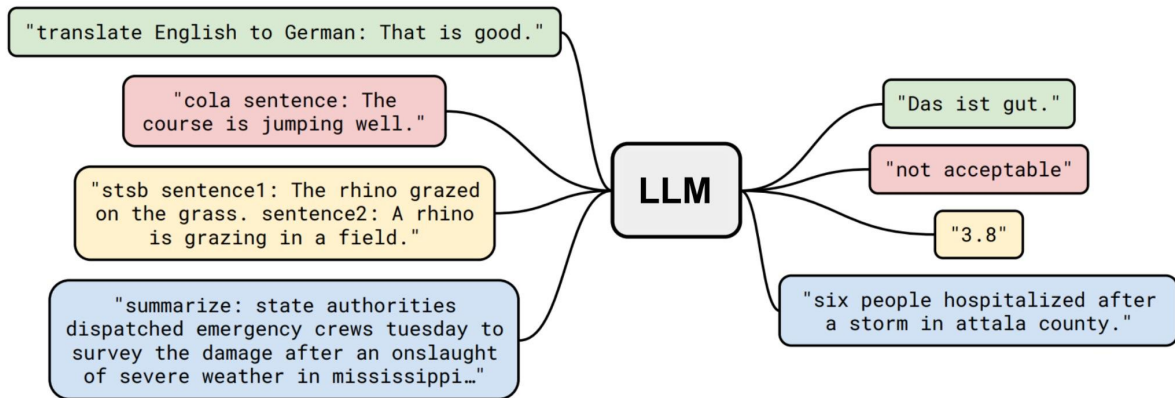 "translate English to German: That is good."
"cola sentence: The
course is jumping well."
"stsb sentence1: The rhino grazed
on the grass. sentence2: A rhino
is grazing in a field."
"summarize: state authorities
dispatched emergency crews tuesday to
survey the damage after an onslaught
of severe weather in mississippi…"
LLM
"Das ist gut."
"not acceptable"
"3.8"
"six people hospitalized after
a storm in attala county."